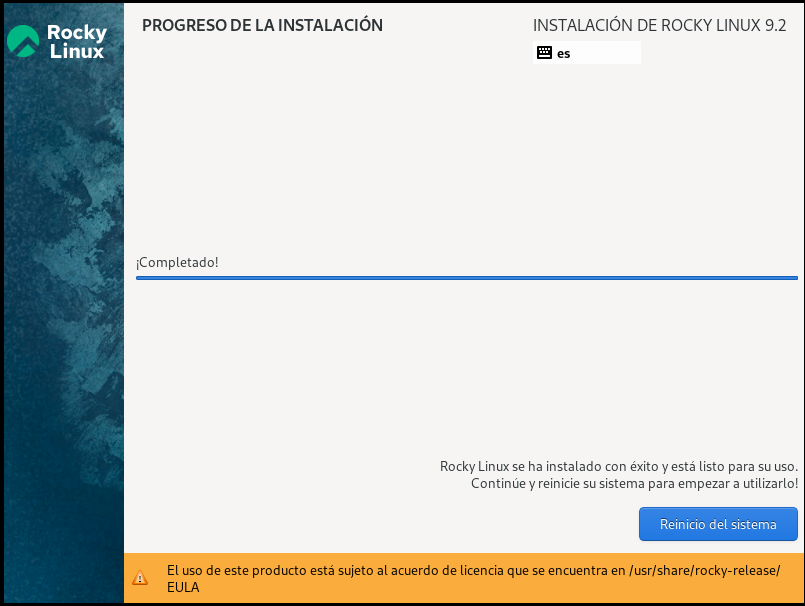 Rocky
Linux
PROGRESO DE LA INSTALACIÓN
INSTALACIÓN DE ROCKY LINUX 9.2
es
¡Completado!
Rocky Linux se ha instalado con éxito y está listo para su uso.
Continúe y reinicie su sistema para empezar a utilizarlo!
Reinicio del sistema
El uso de este producto está sujeto al acuerdo de licencia que se encuentra en /usr/share/rocky-release/
EULA